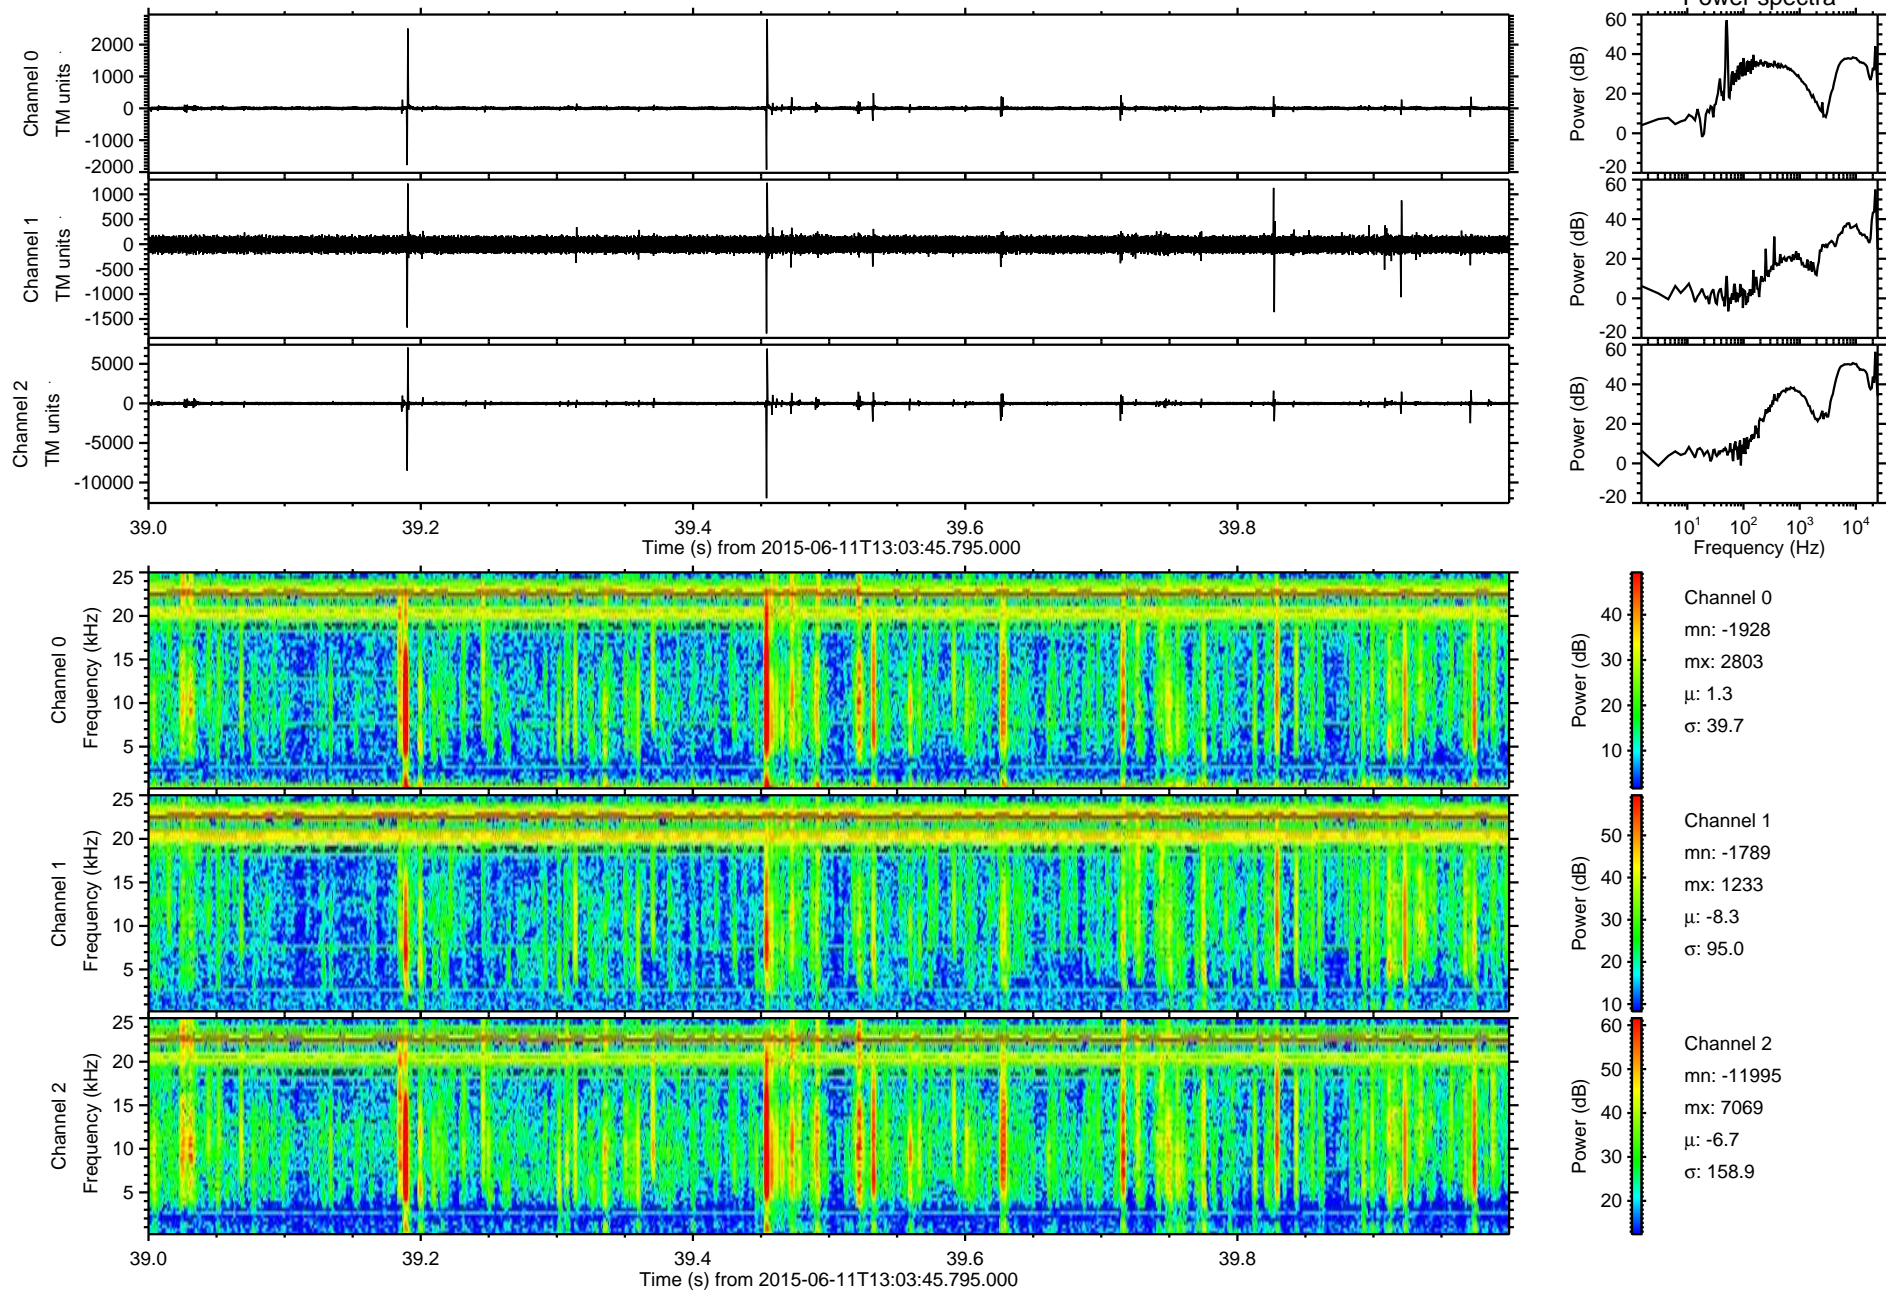 Power spectra
Channel 0
TM units
2000
1000
0
-1000
-2000
Power (dB)
60
40
20
0
-20
Channel 1
TM units
1000
500
0
-500
-1000
-1500
Power (dB)
60
40
20
0
-20
Channel 2
TM units
5000
0
-5000
-10000
Power (dB)
60
40
20
0
-20
39.0 39.2 39.4 39.6 39.8
Time (s) from 2015-06-11T13:03:45.795.000
10¹ 10² 10³ 10⁴
Frequency (Hz)
Channel 0
Frequency (kHz)
25
20
15
10
5
Power (dB)
40
30
20
10
Channel 0
mn: -1928
mx: 2803
μ: 1.3
σ: 39.7
Channel 1
Frequency (kHz)
25
20
15
10
5
Power (dB)
50
40
30
20
10
Channel 1
mn: -1789
mx: 1233
μ: -8.3
σ: 95.0
Channel 2
Frequency (kHz)
25
20
15
10
5
Power (dB)
60
50
40
30
20
Channel 2
mn: -11995
mx: 7069
μ: -6.7
σ: 158.9
39.0 39.2 39.4 39.6 39.8
Time (s) from 2015-06-11T13:03:45.795.000